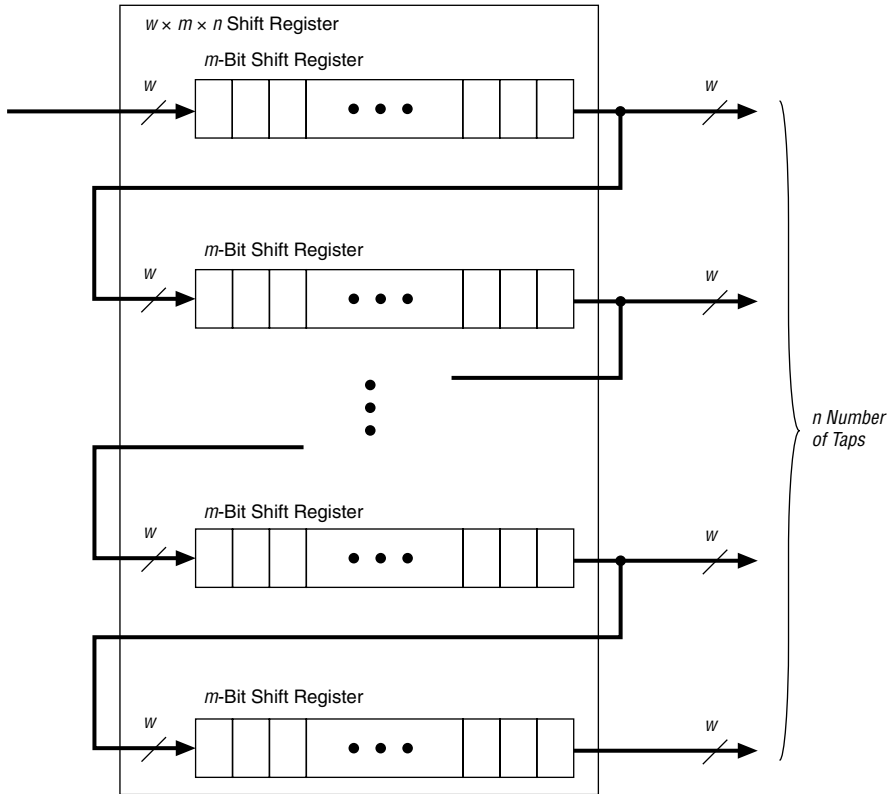 w × m × n Shift Register
m-Bit Shift Register
w
w
m-Bit Shift Register
w
w
n Number
of Taps
m-Bit Shift Register
w
w
m-Bit Shift Register
w
w